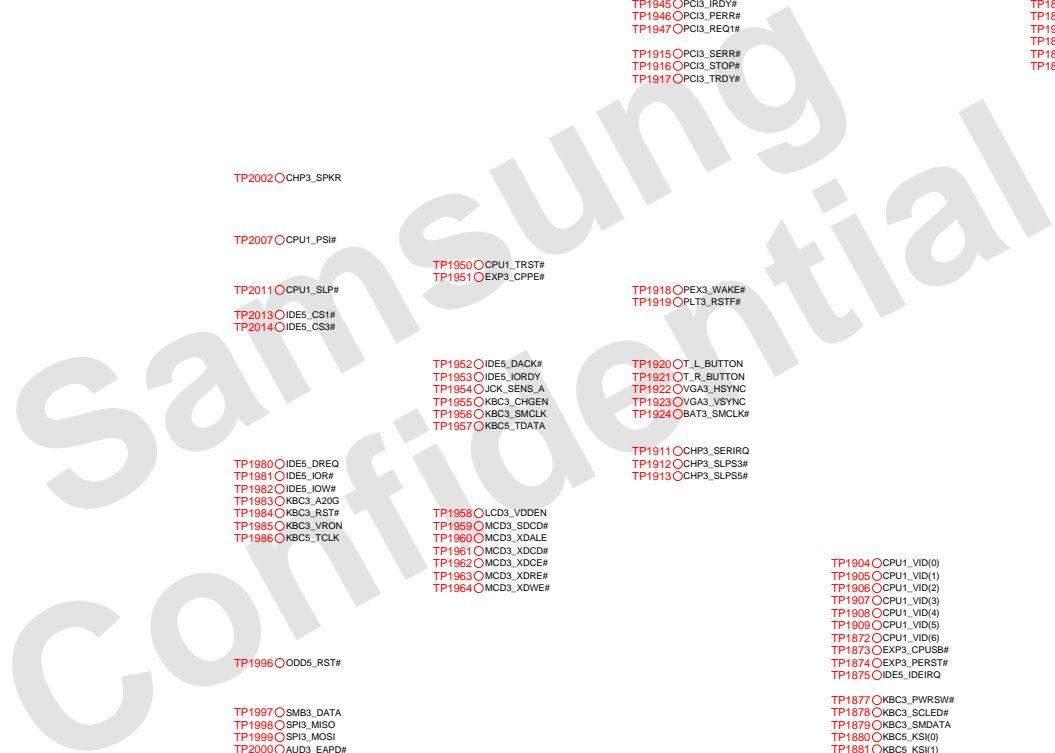 TP1945 PCI3_IRDY#
TP1946 PCI3_PERR#
TP1947 PCI3_REQ1#
TP1915 PCI3_SERR#
TP1916 PCI3_STOP#
TP1917 PCI3_TRDY#
TP2002 CHP3_SPKR
TP2007 CPU1_PSI#
TP2011 CPU1_SLP#
TP2013 IDE5_CS1#
TP2014 IDE5_CS3#
TP1980 IDE5_DREQ
TP1981 IDE5_IOR#
TP1982 IDE5_IOW#
TP1983 KBC3_A20G
TP1984 KBC3_RST#
TP1985 KBC3_VRON
TP1986 KBC5_TCLK
TP1996 ODD5_RST#
TP1997 SMB3_DATA
TP1998 SPI3_MISO
TP1999 SPI3_MOSI
TP2000 AUD3_EAPD#
TP1950 CPU1_TRST#
TP1951 EXP3_CPPE#
TP1952 IDE5_DACK#
TP1953 IDE5_IORDY
TP1954 JCK_SENS_A
TP1955 KBC3_CHGEN
TP1956 KBC3_SMCLK
TP1957 KBC5_TDATA
TP1958 LCD3_VDDEN
TP1959 MCD3_SDCD#
TP1960 MCD3_XDALE
TP1961 MCD3_XDCD#
TP1962 MCD3_XDCE#
TP1963 MCD3_XDRE#
TP1964 MCD3_XDWE#
TP1918 PEX3_WAKE#
TP1919 PLT3_RSTF#
TP1920 T_L_BUTTON
TP1921 T_R_BUTTON
TP1922 VGA3_HSYNC
TP1923 VGA3_VSYNC
TP1924 BAT3_SMCLK#
TP1911 CHP3_SERIRQ
TP1912 CHP3_SLPS3#
TP1913 CHP3_SLPS5#
TP1904 CPU1_VID(0)
TP1905 CPU1_VID(1)
TP1906 CPU1_VID(2)
TP1907 CPU1_VID(3)
TP1908 CPU1_VID(4)
TP1909 CPU1_VID(5)
TP1872 CPU1_VID(6)
TP1873 EXP3_CPUSB#
TP1874 EXP3_PERST#
TP1875 IDE5_IDEIRQ
TP1877 KBC3_PWRSW#
TP1878 KBC3_SCLED#
TP1879 KBC3_SMDATA
TP1880 KBC5_KSI(0)
TP1881 KBC5_KSI(1)
Samsung
Confidential